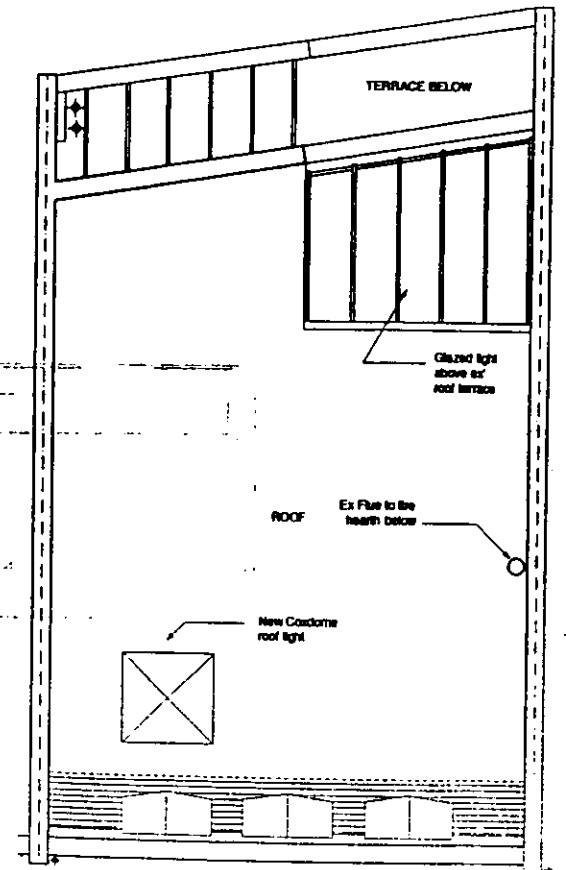 TERRACE BELOW
Glazed light
above ex'
roof terrace
ROOF
Ex Flue to fire
hearth below
New Coxdome
roof light